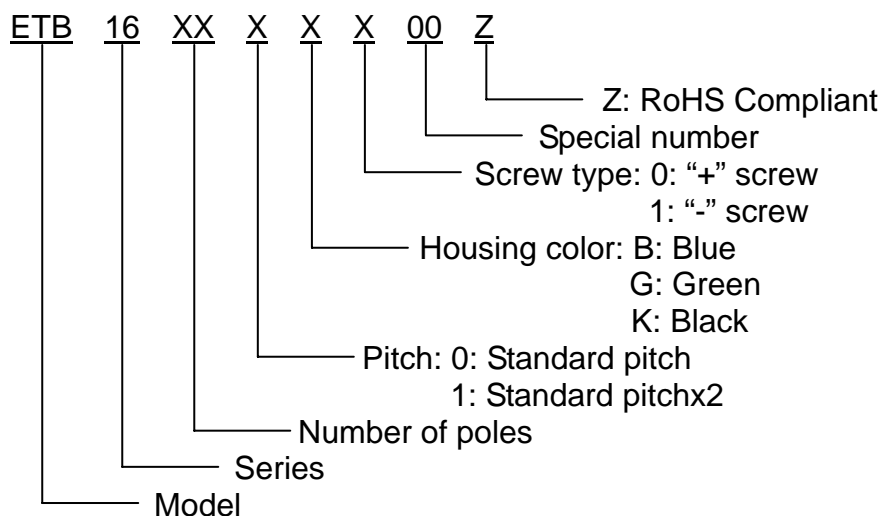 ETB 16 XX X X X 00 Z
Z: RoHS Compliant
Special number
Screw type: 0: “+” screw
1: “-” screw
Housing color: B: Blue
G: Green
K: Black
Pitch: 0: Standard pitch
1: Standard pitchx2
Number of poles
Series
Model